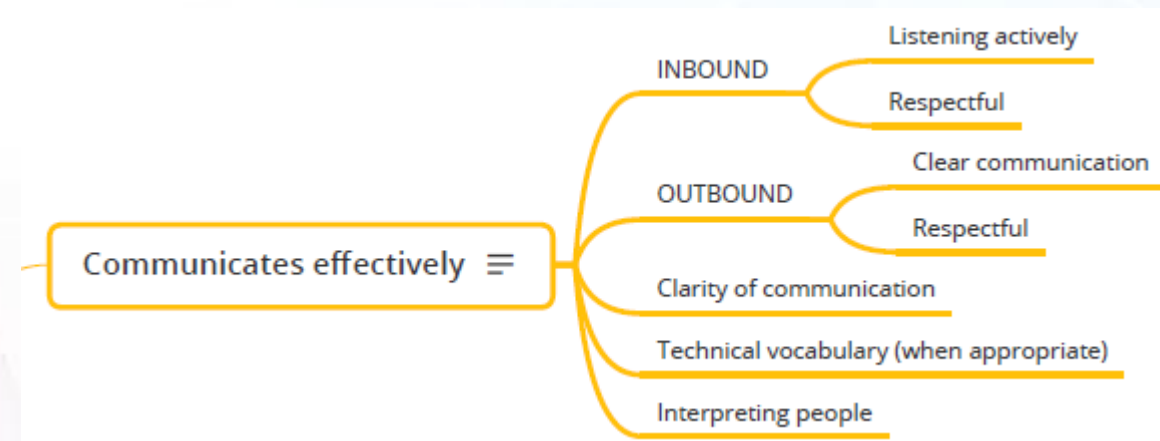 Communicates effectively
INBOUND
Listening actively
Respectful
OUTBOUND
Clear communication
Respectful
Clarity of communication
Technical vocabulary (when appropriate)
Interpreting people